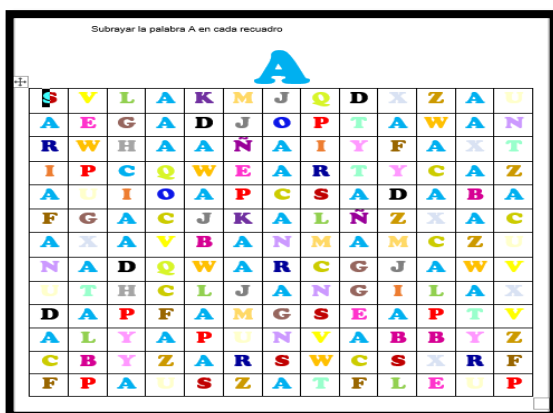 Subrayar la palabra A en cada recuadro
A
S V L A K M J Q D X Z A U
A E G A D J O P T A W A N
R W H A A Ñ A I Y F A X T
I P C Q W E A R T Y C A Z
A U I O A P C S A D A B A
F G A C J K A L Ñ Z X A C
A X A V B A N M A M C Z U
N A D Q W A R C G J A W V
U T H C L J A N G I L A X
D A P F A M G S E A P T V
A L Y A P U N V A B B Y Z
C B Y Z A R S W C S X R F
F P A U S Z A T F L E U P